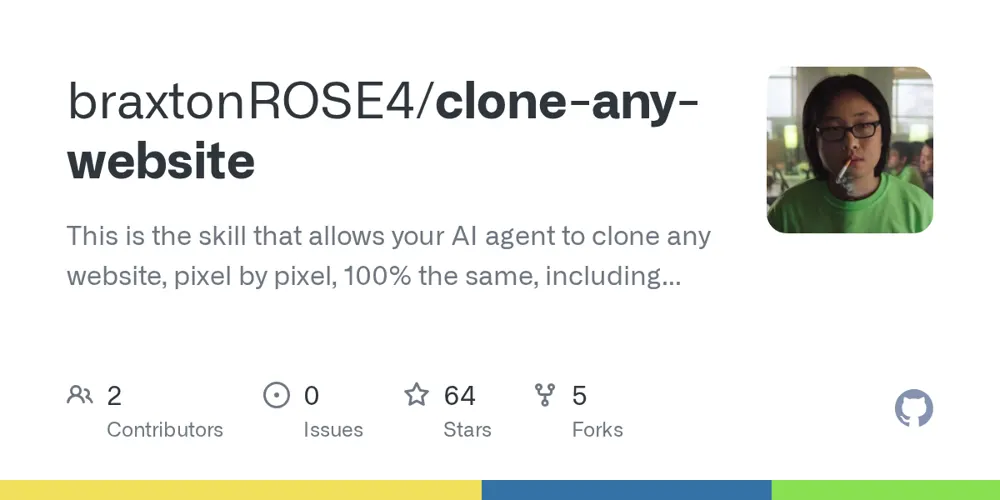 braxtonROSE4/clone-any-
website
This is the skill that allows your AI agent to clone any
website, pixel by pixel, 100% the same, including...
2
Contributors
0
Issues
64
Stars
5
Forks